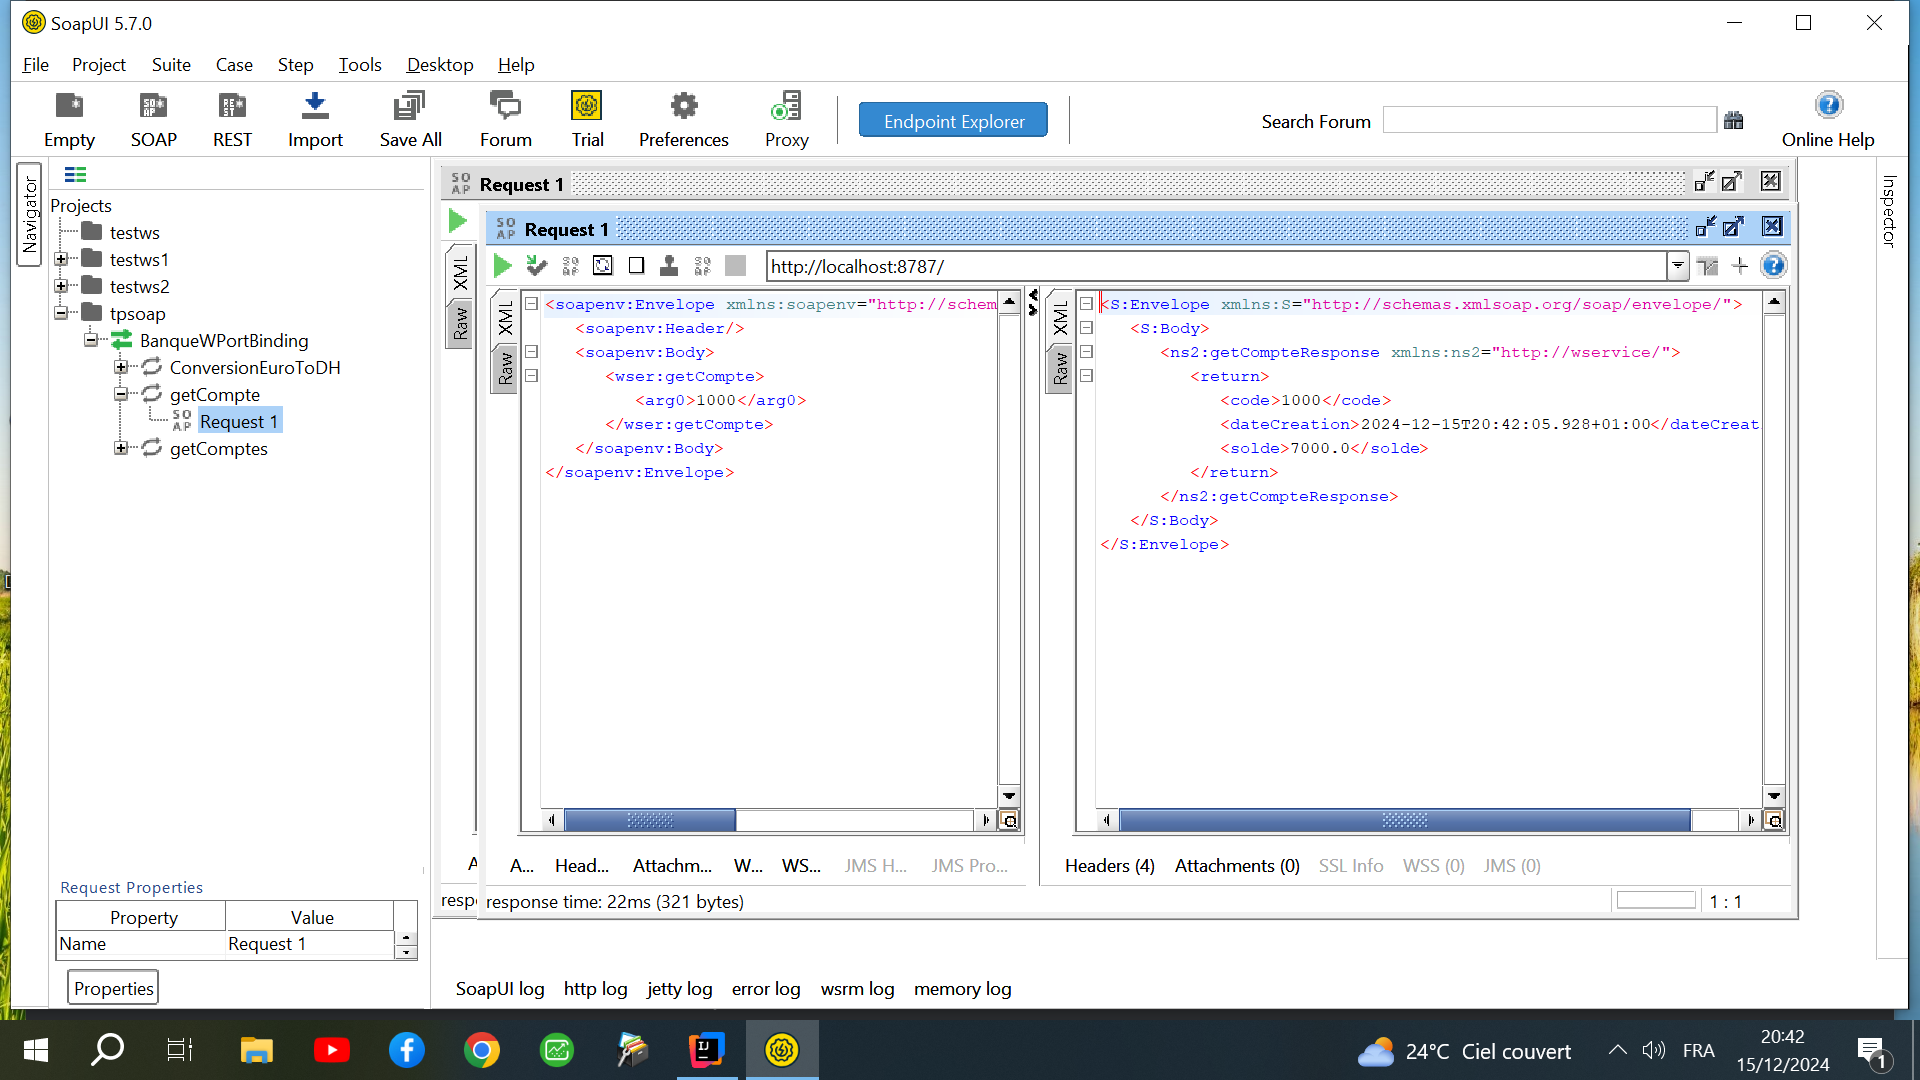 SoapUI 5.7.0
File Project Suite Case Step Tools Desktop Help
Empty SOAP REST Import Save All Forum Trial Preferences Proxy Endpoint Explorer Search Forum Online Help
Navigator
Inspector
Projects
testws
testws1
testws2
tpsoap
BanqueWPortBinding
ConversionEuroToDH
getCompte
SOAP Request 1
getComptes
Request Properties
Property Value
Name Request 1
Properties
SOAP Request 1
XML
Raw
A
resp
SOAP Request 1
http://localhost:8787/
XML
Raw
<soapenv:Envelope xmlns:soapenv="http://schem
<soapenv:Header/>
<soapenv:Body>
<wser:getCompte>
<arg0>1000</arg0>
</wser:getCompte>
</soapenv:Body>
</soapenv:Envelope>
A... Head... Attachm... W... WS... JMS H... JMS Pro...
XML
Raw
<S:Envelope xmlns:S="http://schemas.xmlsoap.org/soap/envelope/">
<S:Body>
<ns2:getCompteResponse xmlns:ns2="http://wservice/">
<return>
<code>1000</code>
<dateCreation>2024-12-15T20:42:05.928+01:00</dateCreat
<solde>7000.0</solde>
</return>
</ns2:getCompteResponse>
</S:Body>
</S:Envelope>
Headers (4) Attachments (0) SSL Info WSS (0) JMS (0)
response time: 22ms (321 bytes)
1 : 1
SoapUI log http log jetty log error log wsrm log memory log
24°C Ciel couvert
FRA
20:42
15/12/2024
1